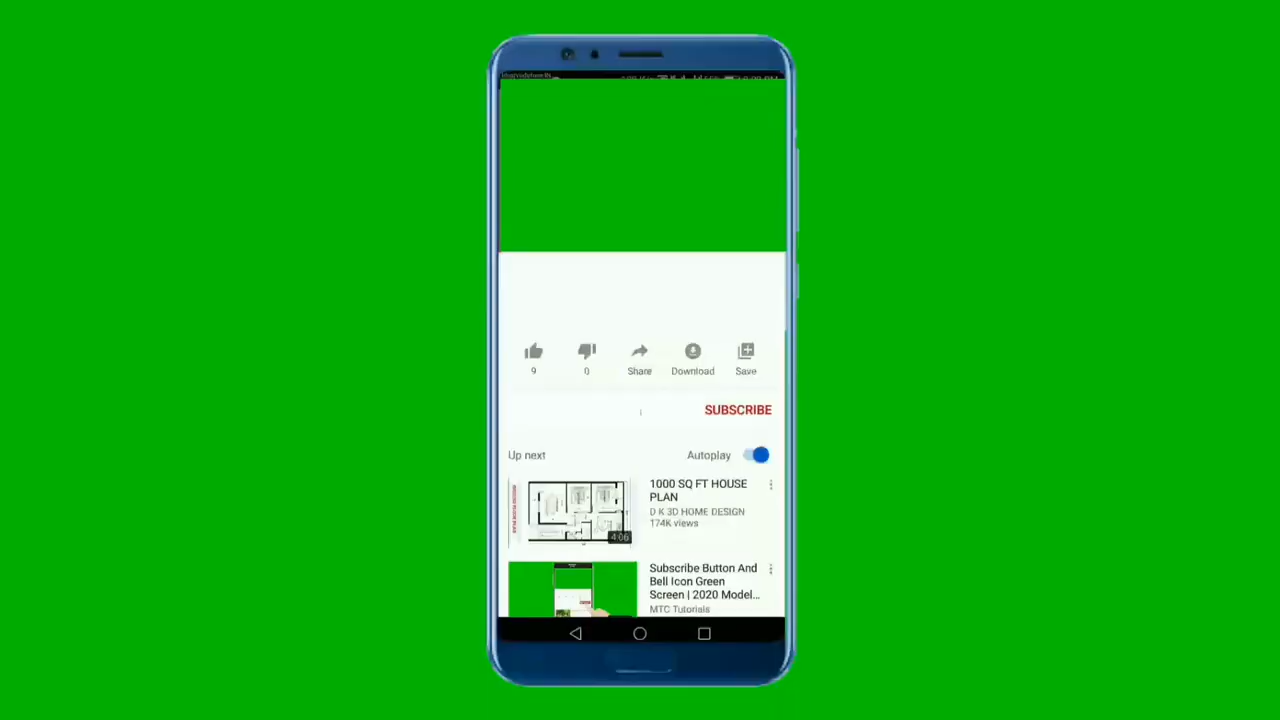 9
0
Share
Download
Save
SUBSCRIBE
Up next
Autoplay
1000 SQ FT HOUSE
PLAN
D K 3D HOME DESIGN
174K views
4:06
Subscribe Button And
Bell Icon Green
Screen | 2020 Model...
MTC Tutorials